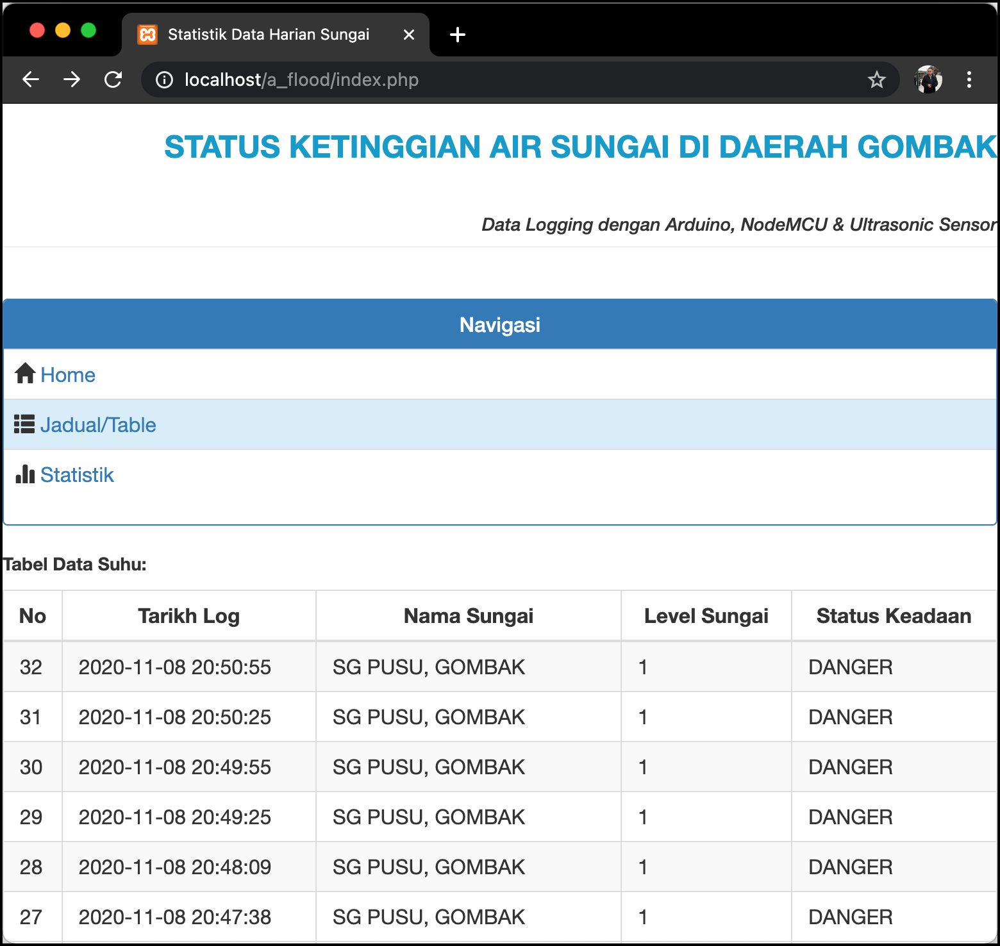 Statistik Data Harian Sungai
localhost/a_flood/index.php
STATUS KETINGGIAN AIR SUNGAI DI DAERAH GOMBAK
Data Logging dengan Arduino, NodeMCU & Ultrasonic Sensor
Navigasi
Home
Jadual/Table
Statistik
Tabel Data Suhu:
No Tarikh Log Nama Sungai Level Sungai Status Keadaan
32 2020-11-08 20:50:55 SG PUSU, GOMBAK 1 DANGER
31 2020-11-08 20:50:25 SG PUSU, GOMBAK 1 DANGER
30 2020-11-08 20:49:55 SG PUSU, GOMBAK 1 DANGER
29 2020-11-08 20:49:25 SG PUSU, GOMBAK 1 DANGER
28 2020-11-08 20:48:09 SG PUSU, GOMBAK 1 DANGER
27 2020-11-08 20:47:38 SG PUSU, GOMBAK 1 DANGER